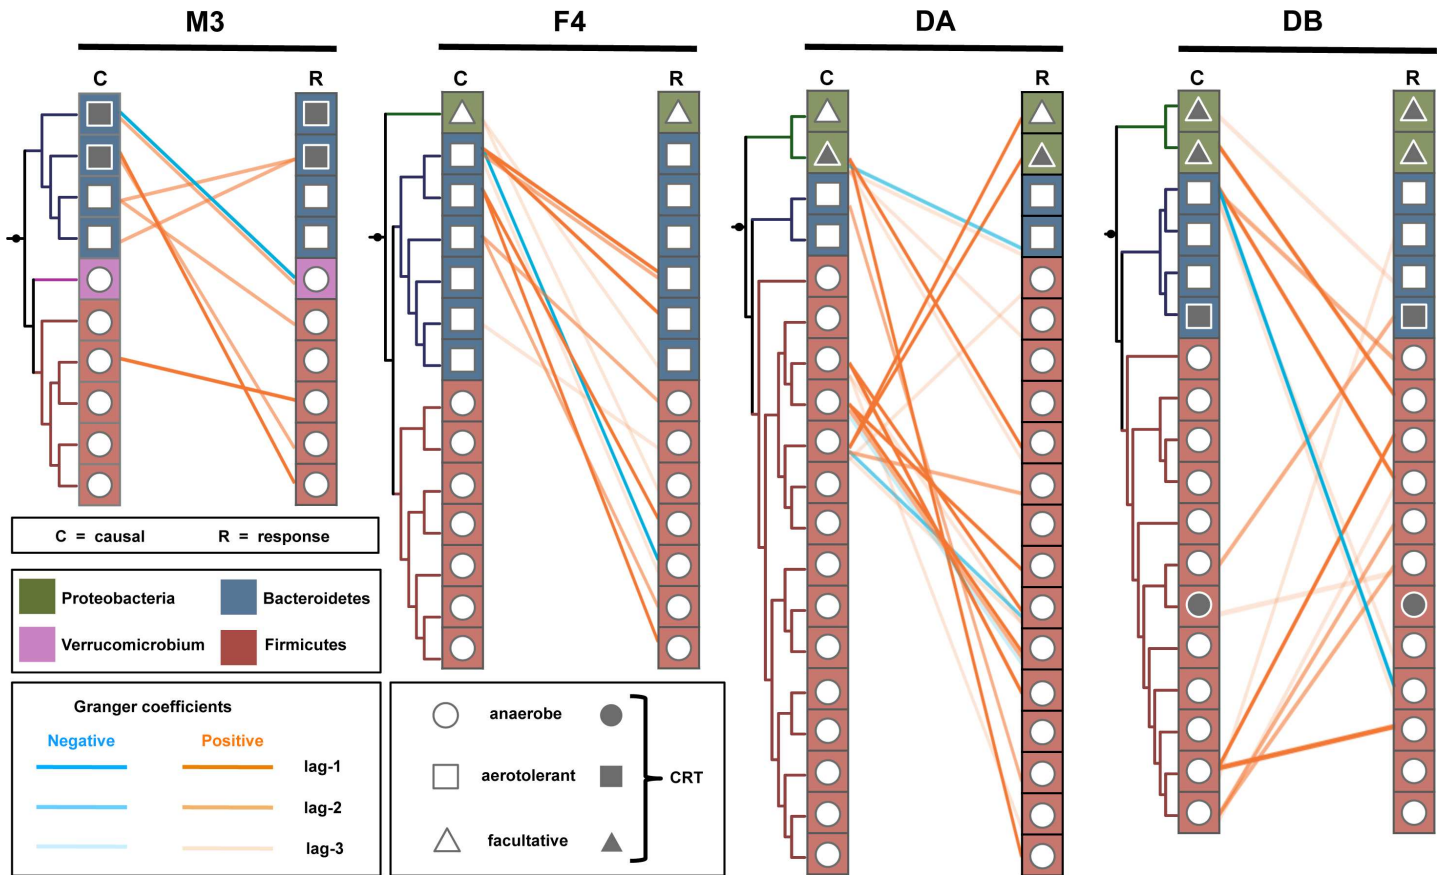 M3 F4 DA DB
C R C R C R C R
C = causal R = response
Proteobacteria Bacteroidetes
Verrucomicrobium Firmicutes
Granger coefficients
Negative Positive
lag-1
lag-2
lag-3
anaerobe
aerotolerant CRT
facultative